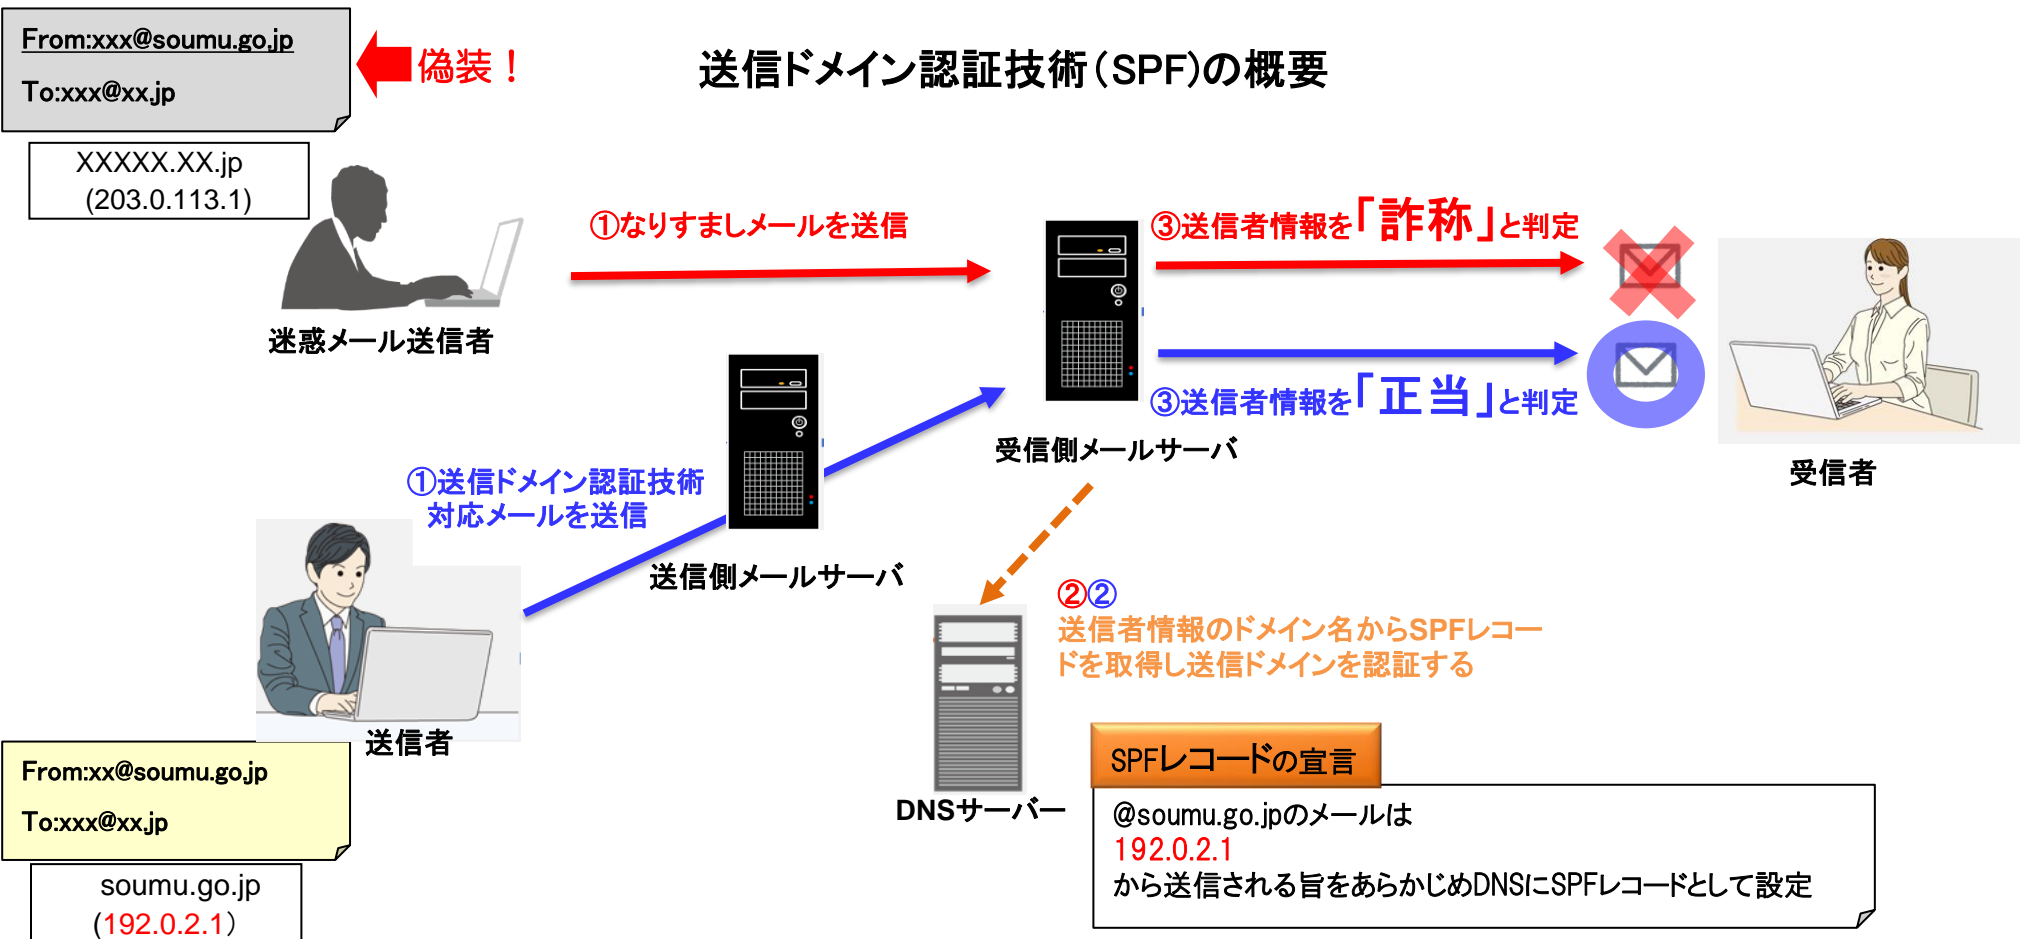 From:xxx@soumu.go.jp
To:xxx@xx.jp
偽装！
送信ドメイン認証技術（SPF)の概要
XXXXX.XX.jp
(203.0.113.1)
迷惑メール送信者
①なりすましメールを送信
③送信者情報を「詐称」と判定
③送信者情報を「正当」と判定
受信側メールサーバ
受信者
①送信ドメイン認証技術
対応メールを送信
送信側メールサーバ
送信者
②②
送信者情報のドメイン名からSPFレコー
ドを取得し送信ドメインを認証する
DNSサーバー
From:xx@soumu.go.jp
To:xxx@xx.jp
soumu.go.jp
(192.0.2.1）
SPFレコードの宣言
@soumu.go.jpのメールは
192.0.2.1
から送信される旨をあらかじめDNSにSPFレコードとして設定